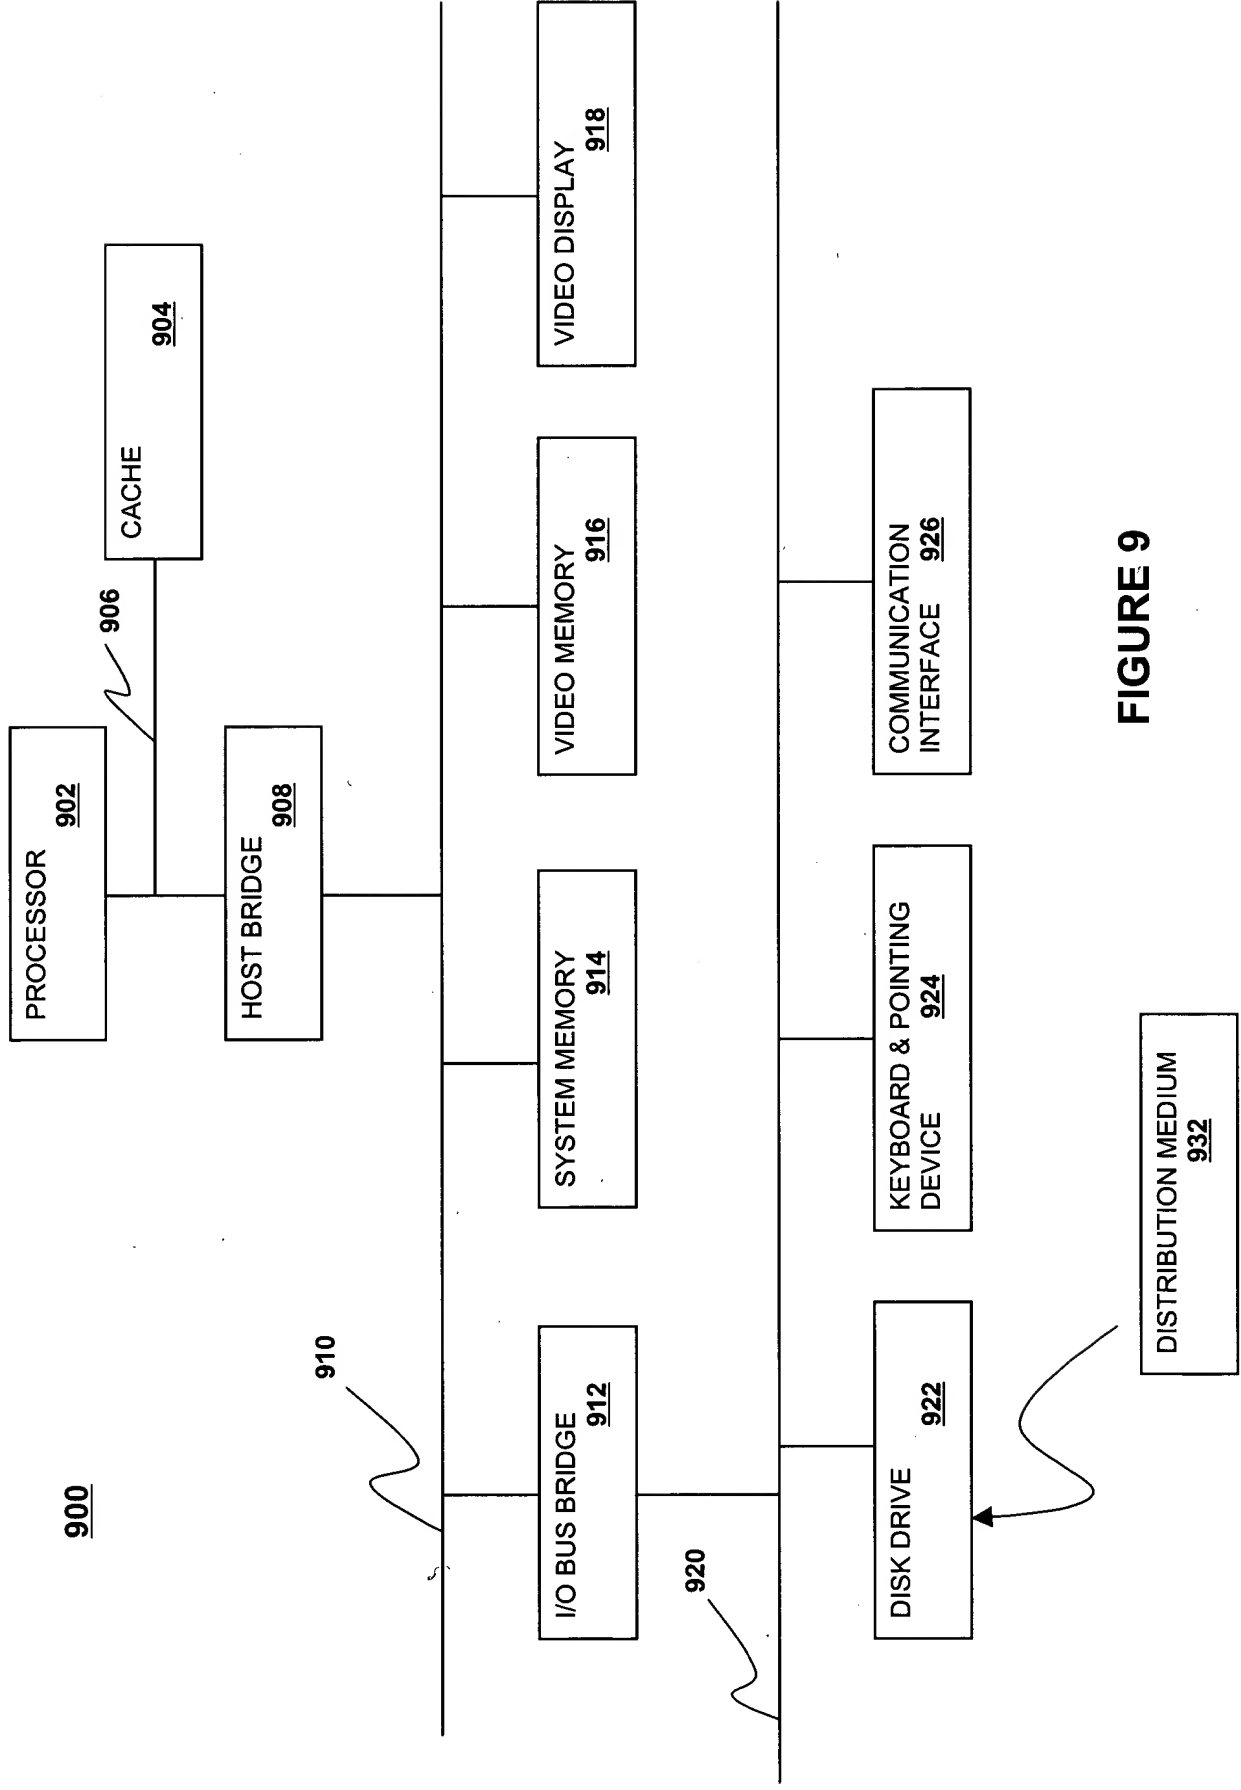 900
PROCESSOR
902
906
CACHE
904
HOST BRIDGE
908
910
I/O BUS BRIDGE
912
SYSTEM MEMORY
914
VIDEO MEMORY
916
VIDEO DISPLAY
918
920
DISK DRIVE
922
KEYBOARD & POINTING
DEVICE 924
COMMUNICATION
INTERFACE 926
DISTRIBUTION MEDIUM
932
FIGURE 9